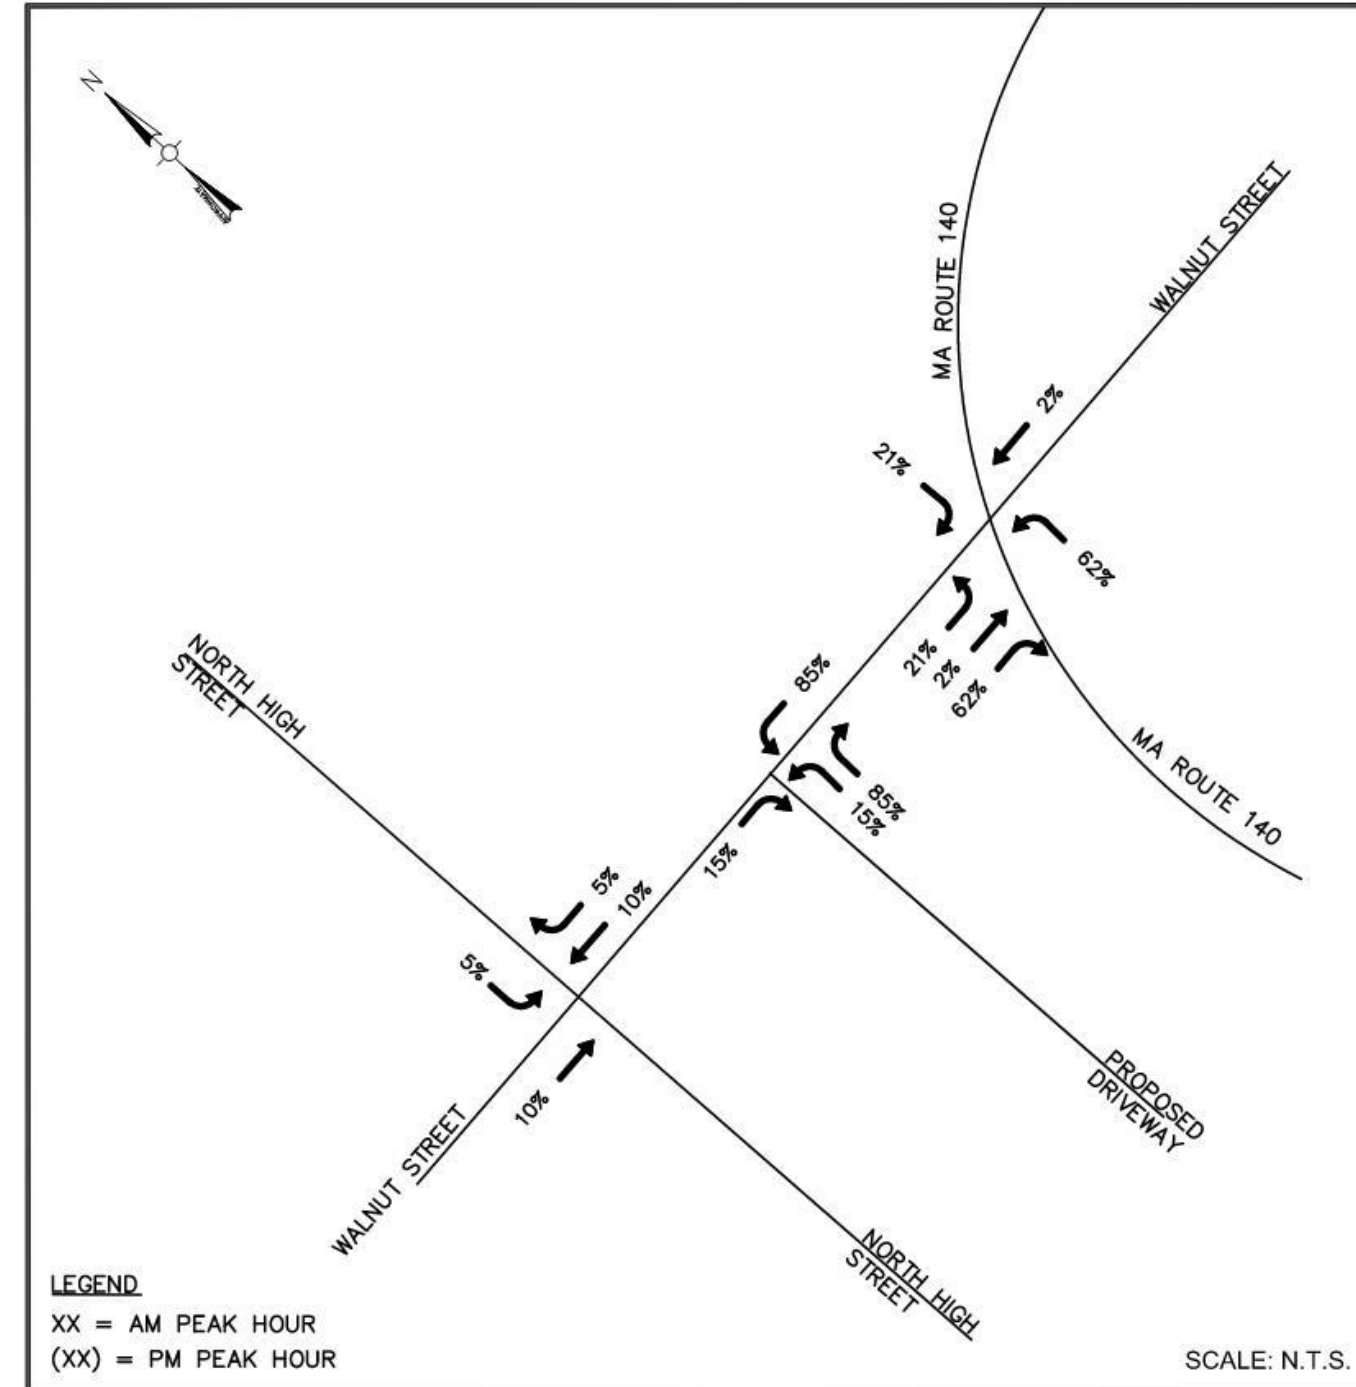 N
MA ROUTE 140
WALNUT STREET
2%
21%
62%
21%
2%
62%
NORTH HIGH
STREET
85%
MA ROUTE 140
85%
15%
15%
5%
10%
5%
10%
PROPOSED
DRIVEWAY
WALNUT STREET
NORTH HIGH
STREET
LEGEND
XX = AM PEAK HOUR
(XX) = PM PEAK HOUR
SCALE: N.T.S.